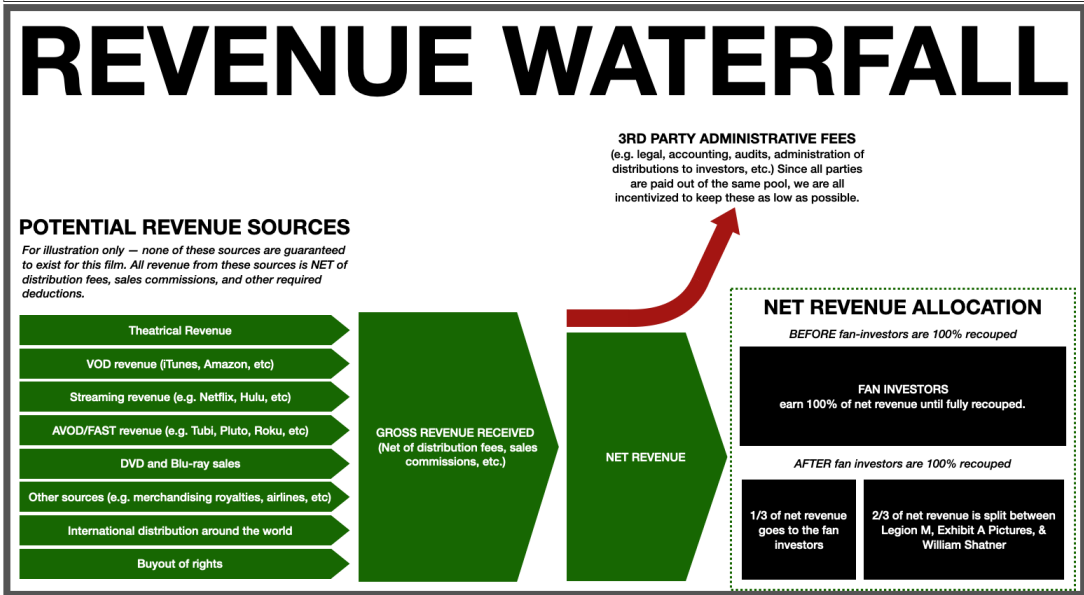 REVENUE WATERFALL
3RD PARTY ADMINISTRATIVE FEES
(e.g. legal, accounting, audits, administration of
distributions to investors, etc.) Since all parties
are paid out of the same pool, we are all
incentivized to keep these as low as possible.
POTENTIAL REVENUE SOURCES
For illustration only — none of these sources are guaranteed
to exist for this film. All revenue from these sources is NET of
distribution fees, sales commissions, and other required
deductions.
Theatrical Revenue
VOD revenue (iTunes, Amazon, etc)
Streaming revenue (e.g. Netflix, Hulu, etc)
AVOD/FAST revenue (e.g. Tubi, Pluto, Roku, etc)
DVD and Blu-ray sales
Other sources (e.g. merchandising royalties, airlines, etc)
International distribution around the world
Buyout of rights
GROSS REVENUE RECEIVED
(Net of distribution fees, sales
commissions, etc.)
NET REVENUE
NET REVENUE ALLOCATION
BEFORE fan-investors are 100% recouped
FAN INVESTORS
earn 100% of net revenue until fully recouped.
AFTER fan investors are 100% recouped
1/3 of net revenue
goes to the fan
investors
2/3 of net revenue is split between
Legion M, Exhibit A Pictures, &
William Shatner